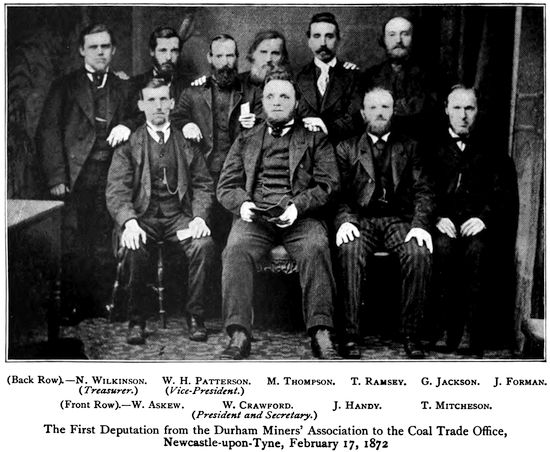 (Back Row).—N. Wilkinson. W. H. Patterson. M. Thompson. T. Ramsey. G. Jackson. J. Forman.
(Treasurer.) (Vice-President.)
(Front Row).—W. Askew. W. Crawford. J. Handy. T. Mitcheson.
(President and Secretary.)
The First Deputation from the Durham Miners' Association to the Coal Trade Office,
Newcastle-upon-Tyne, February 17, 1872